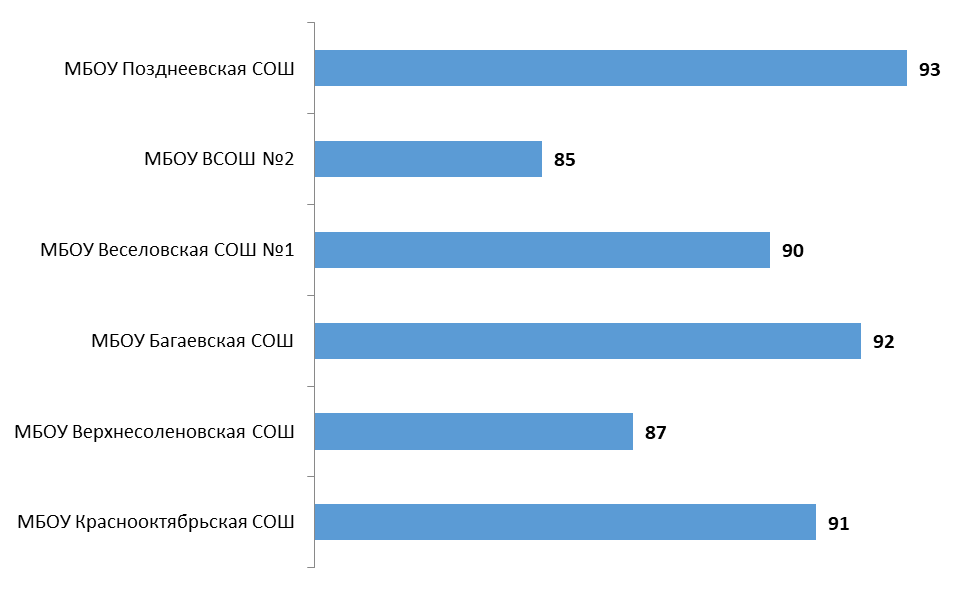 МБОУ Позднеевская СОШ 93
МБОУ ВСОШ №2 85
МБОУ Веселовская СОШ №1 90
МБОУ Багаевская СОШ 92
МБОУ Верхнесоленовская СОШ 87
МБОУ Краснооктябрьская СОШ 91